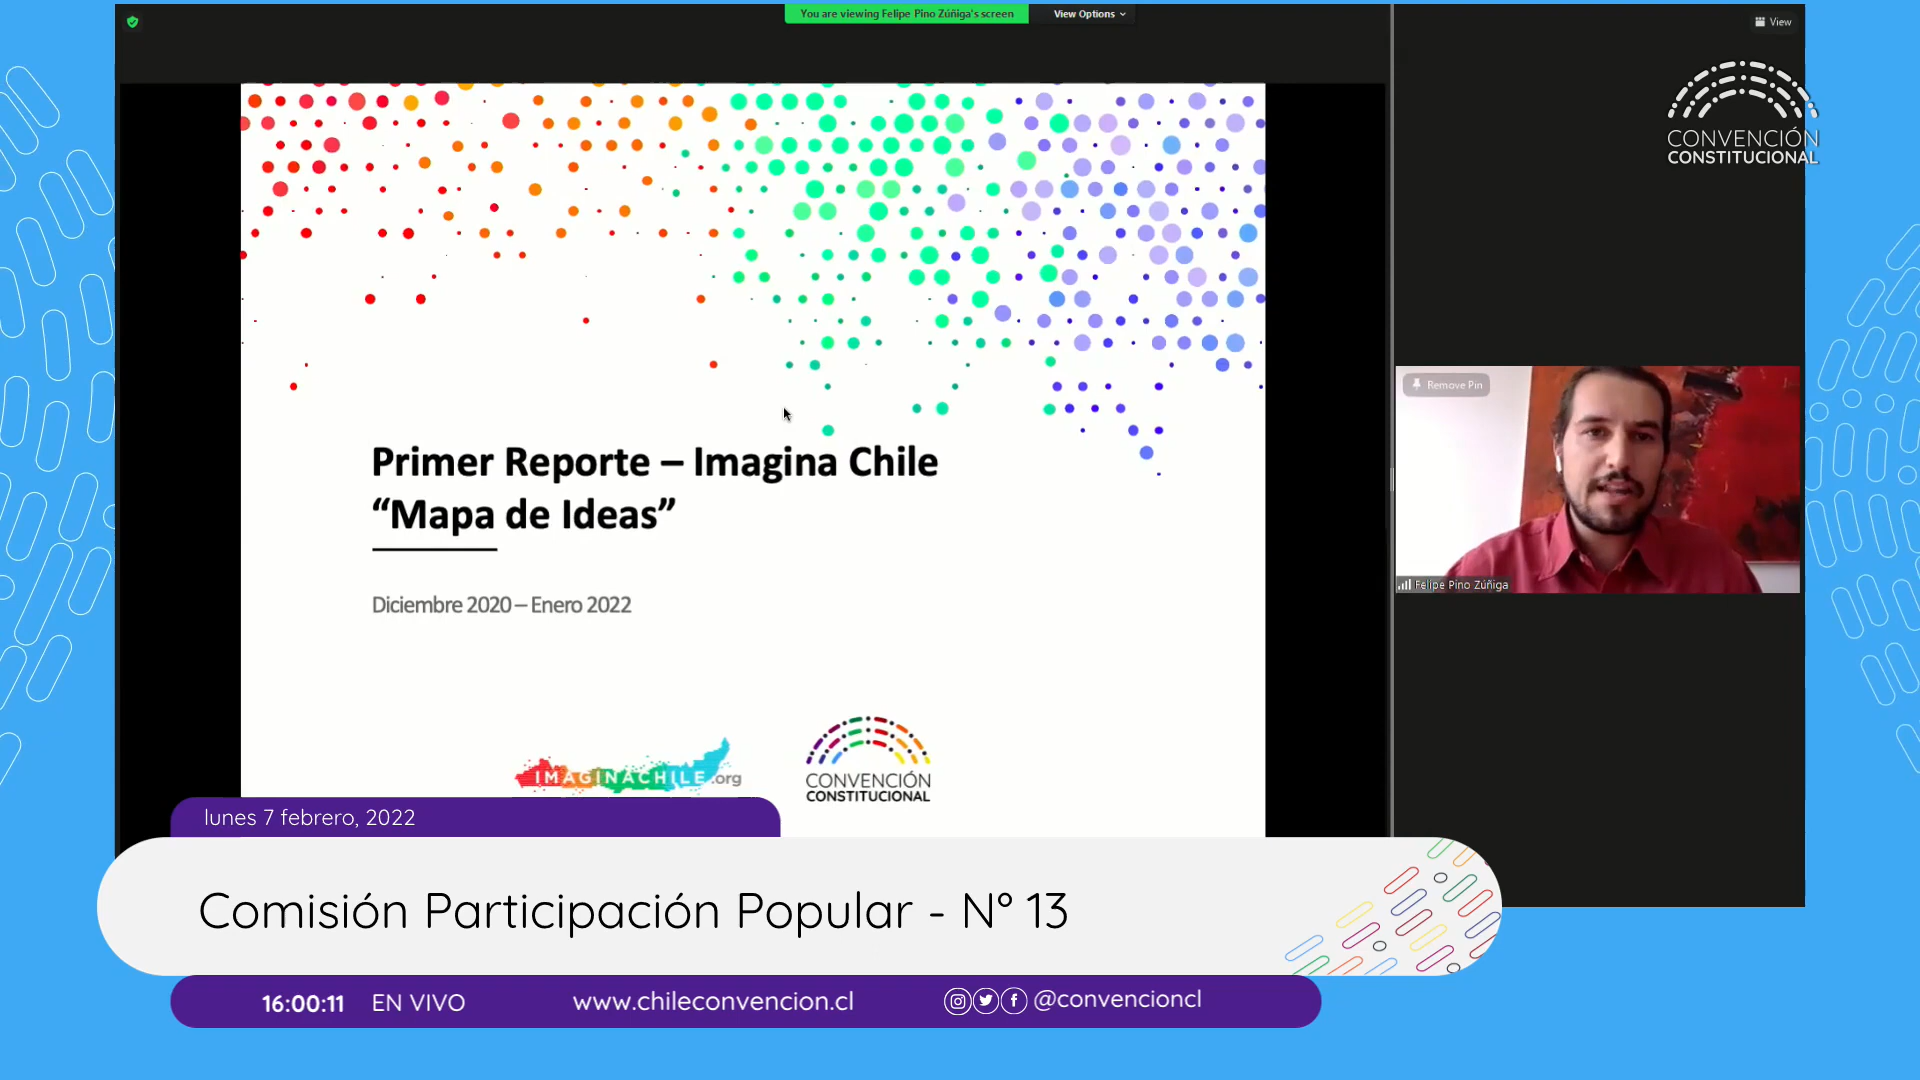 You are viewing Felipe Pino Zúñiga's screen
View Options
View
CONVENCIÓN
CONSTITUCIONAL
Primer Reporte – Imagina Chile
“Mapa de Ideas”
Diciembre 2020 – Enero 2022
IMAGINACHILE.org
CONVENCIÓN
CONSTITUCIONAL
Remove Pin
Felipe Pino Zúñiga
lunes 7 febrero, 2022
Comisión Participación Popular - N° 13
16:00:11 EN VIVO www.chileconvencion.cl @convencioncl